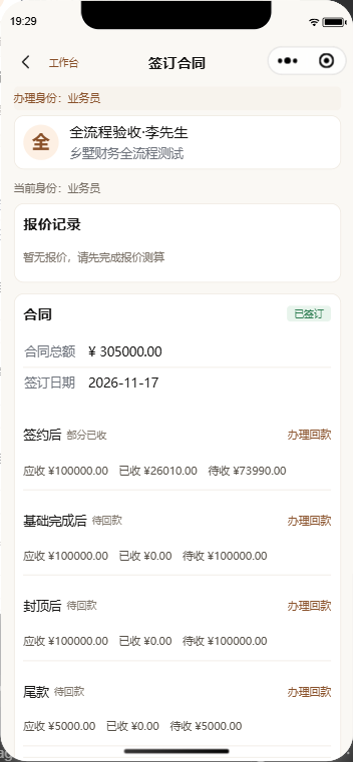 19:29
工作台
签订合同
办理身份：业务员
全
全流程验收·李先生
乡墅财务全流程测试
当前身份：业务员
报价记录
暂无报价，请先完成报价测算
合同
已签订
合同总额 ¥ 305000.00
签订日期 2026-11-17
签约后 部分已收 办理回款
应收 ¥100000.00 已收 ¥26010.00 待收 ¥73990.00
基础完成后 待回款 办理回款
应收 ¥100000.00 已收 ¥0.00 待收 ¥100000.00
封顶后 待回款 办理回款
应收 ¥100000.00 已收 ¥0.00 待收 ¥100000.00
尾款 待回款 办理回款
应收 ¥5000.00 已收 ¥0.00 待收 ¥5000.00